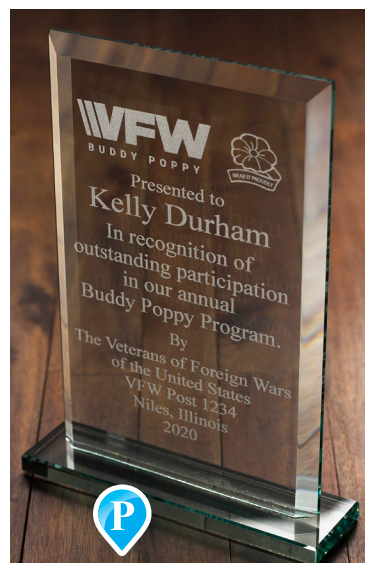 VFW
BUDDY POPPY
WEAR IT PROUDLY
Presented to
Kelly Durham
In recognition of
outstanding participation
in our annual
Buddy Poppy Program.
By
The Veterans of Foreign Wars
of the United States
VFW Post 1234
Niles, Illinois
2020
P